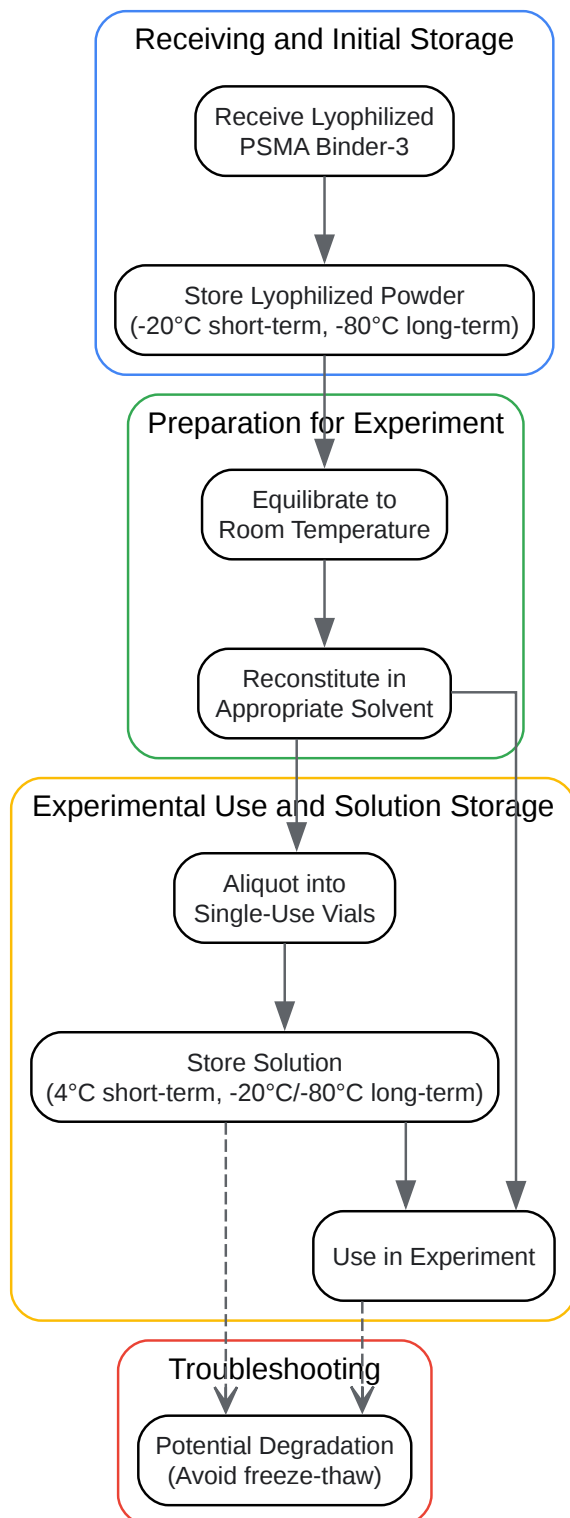 Receiving and Initial Storage
Receive Lyophilized
PSMA Binder-3
Store Lyophilized Powder
(-20°C short-term, -80°C long-term)
Preparation for Experiment
Equilibrate to
Room Temperature
Reconstitute in
Appropriate Solvent
Experimental Use and Solution Storage
Aliquot into
Single-Use Vials
Store Solution
(4°C short-term, -20°C/-80°C long-term)
Use in Experiment
Troubleshooting
Potential Degradation
(Avoid freeze-thaw)